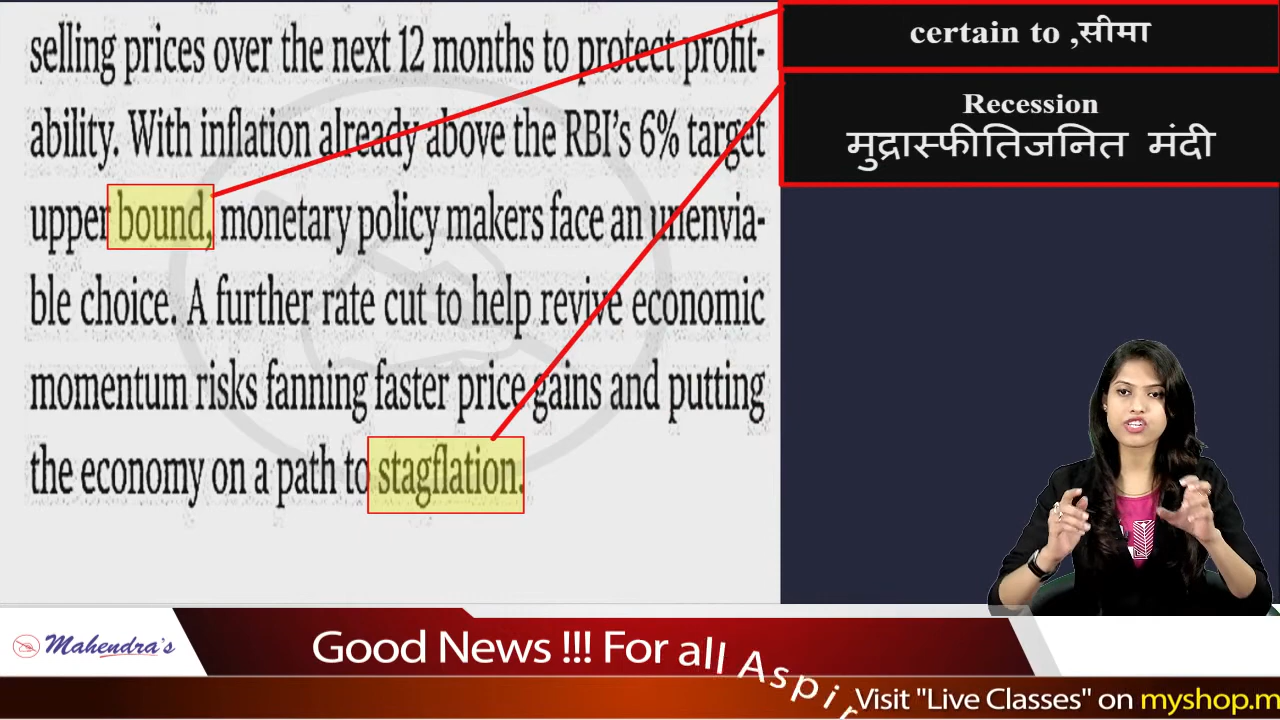 selling prices over the next 12 months to protect profit-
ability. With inflation already above the RBI's 6% target
upper bound, monetary policy makers face an unenvia-
ble choice. A further rate cut to help revive economic
momentum risks fanning faster price gains and putting
the economy on a path to stagflation.
certain to ,सीमा
Recession
मुद्रास्फीतिजनित मंदी
Mahendra's
Good News !!! For all Aspir
Visit "Live Classes" on myshop.m